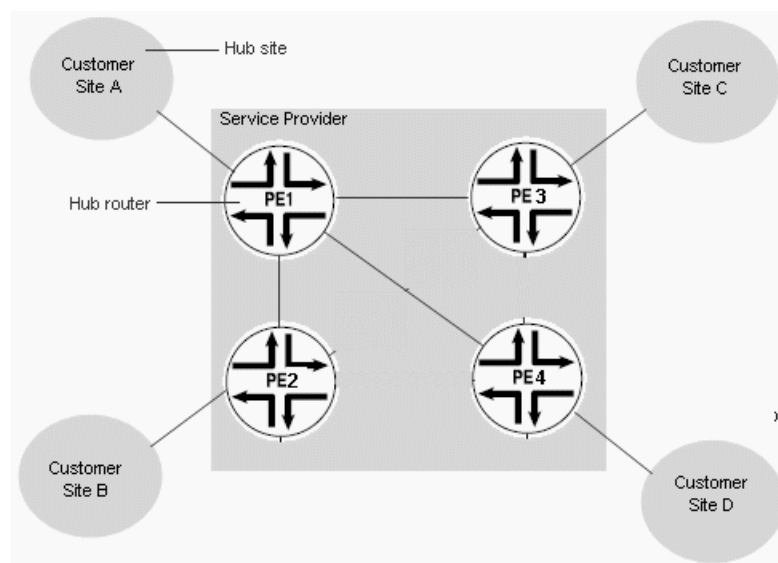 Hub site
Customer
Site A
Customer
Site C
Service Provider
PE1
PE 3
Hub router
PE2
PE4
Customer
Site B
Customer
Site D